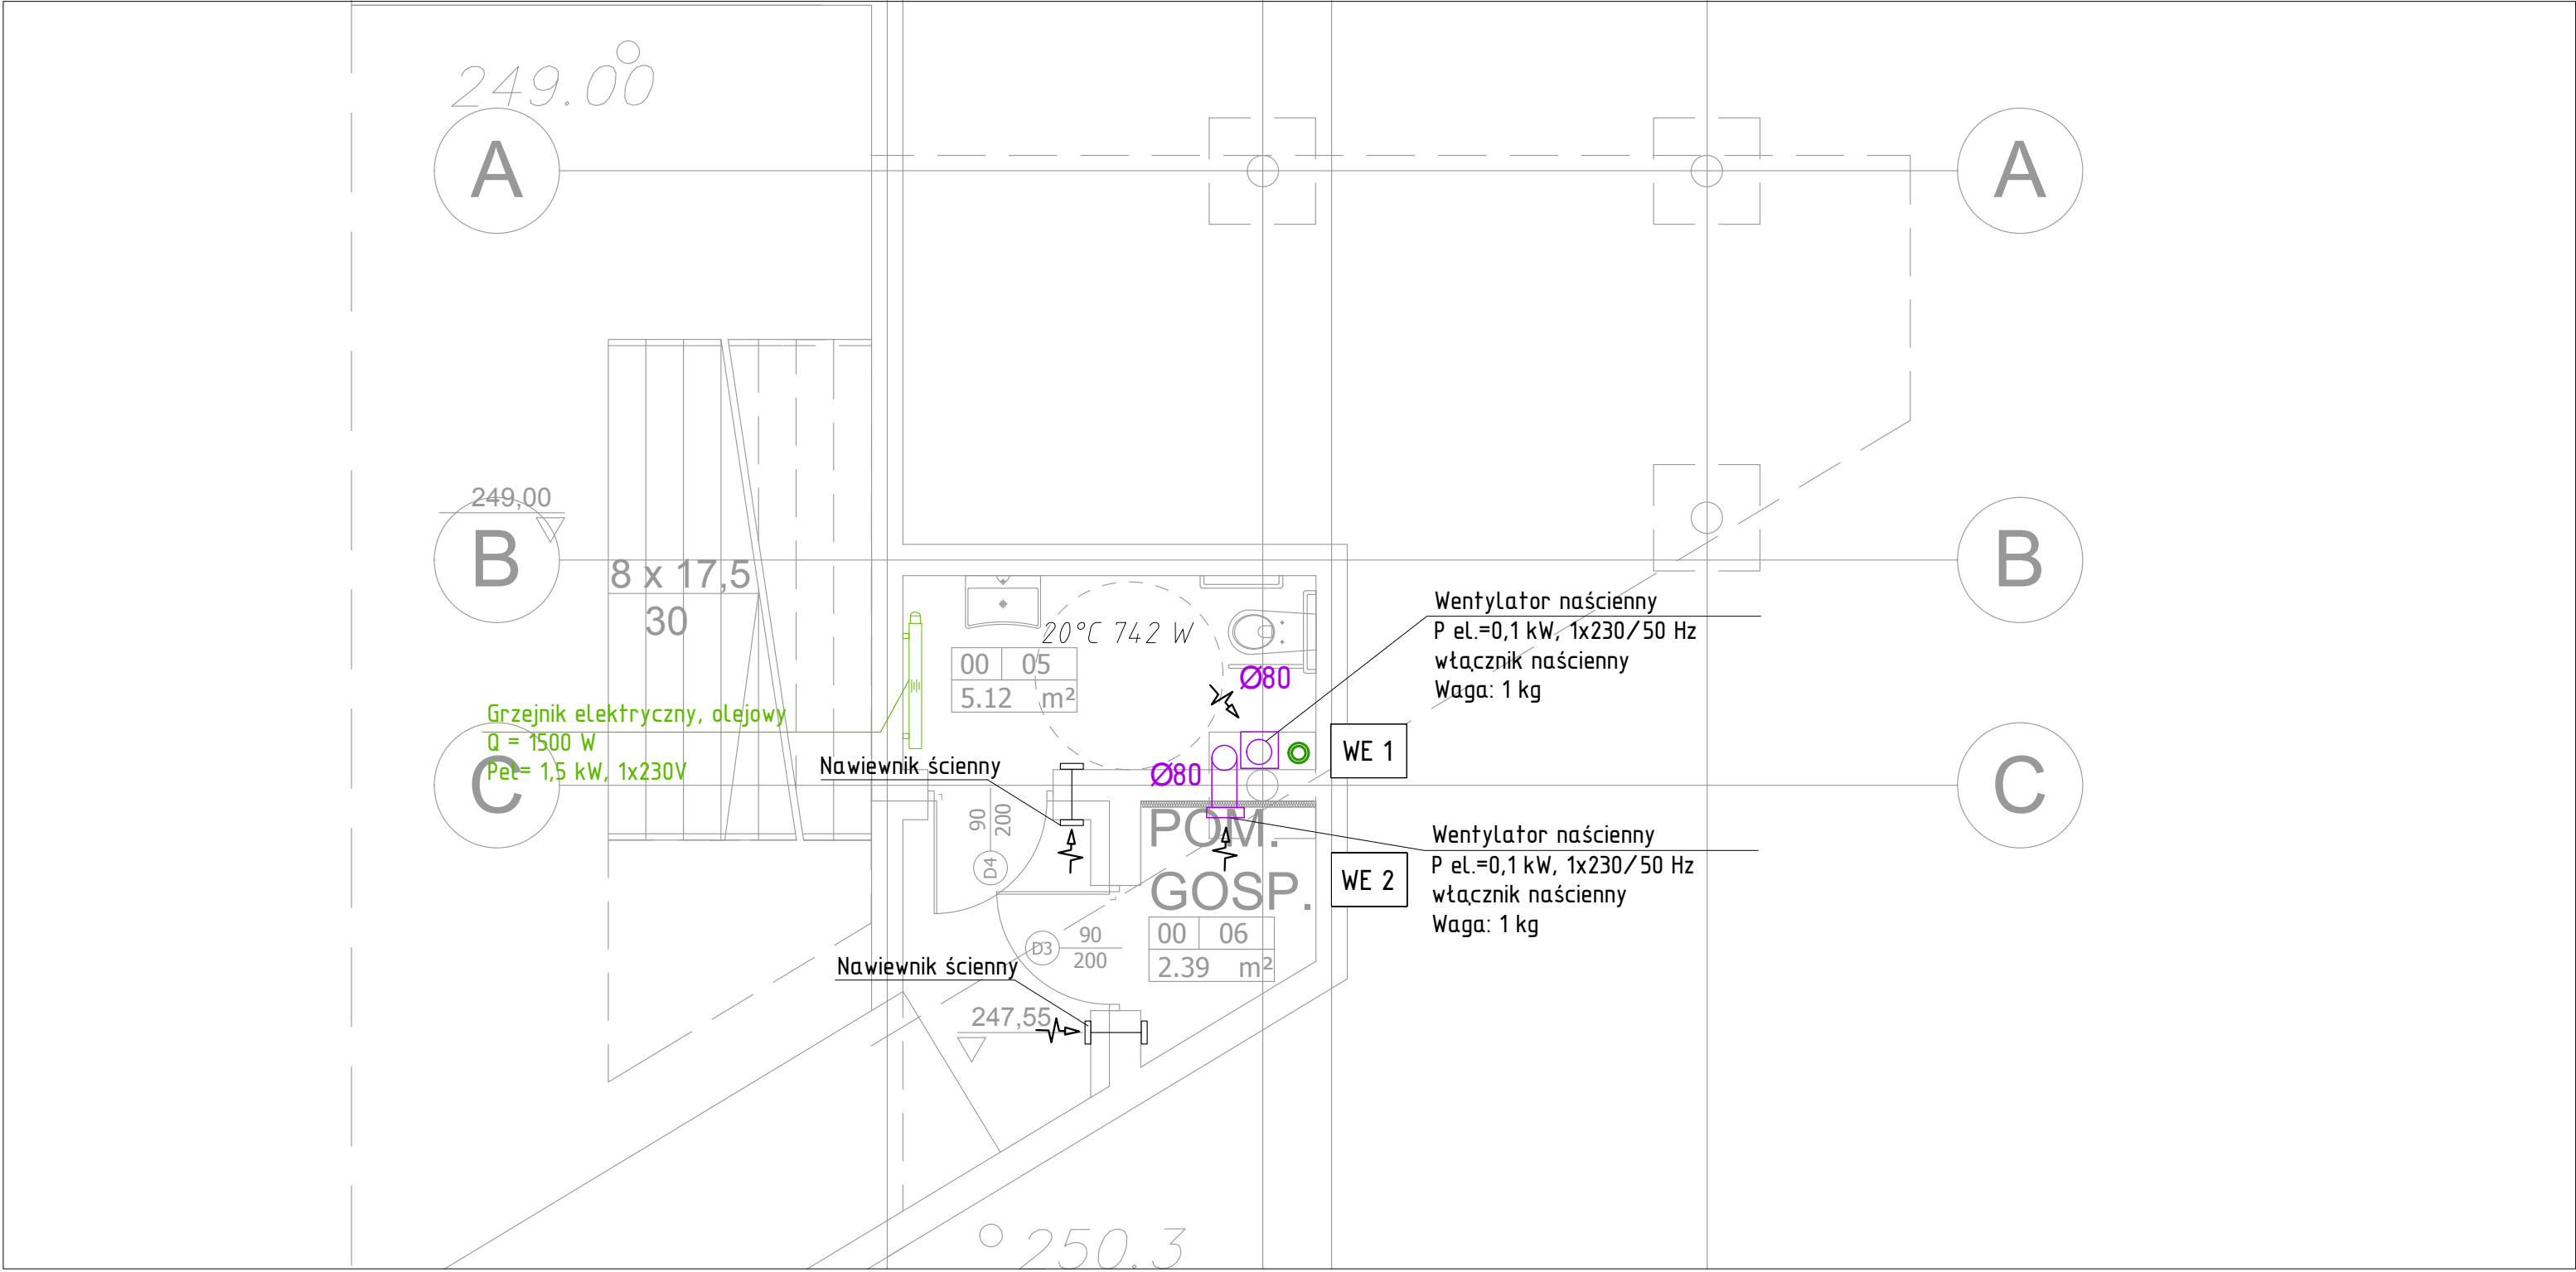 249.00
A
A
249,00
B
B
8 x 17,5
30
20°C 742 W
00 05
5.12 m²
Ø80
Wentylator naścienny
P el.=0,1 kW, 1x230/50 Hz
włącznik naścienny
Waga: 1 kg
Grzejnik elektryczny, olejowy
Q = 1500 W
Pel= 1,5 kW, 1x230V
C
C
Nawiewnik ścienny
Ø80
WE 1
90
200
D4
POM.
GOSP.
Wentylator naścienny
P el.=0,1 kW, 1x230/50 Hz
włącznik naścienny
Waga: 1 kg
WE 2
D3
90
200
00 06
2.39 m²
Nawiewnik ścienny
247,55
250.3